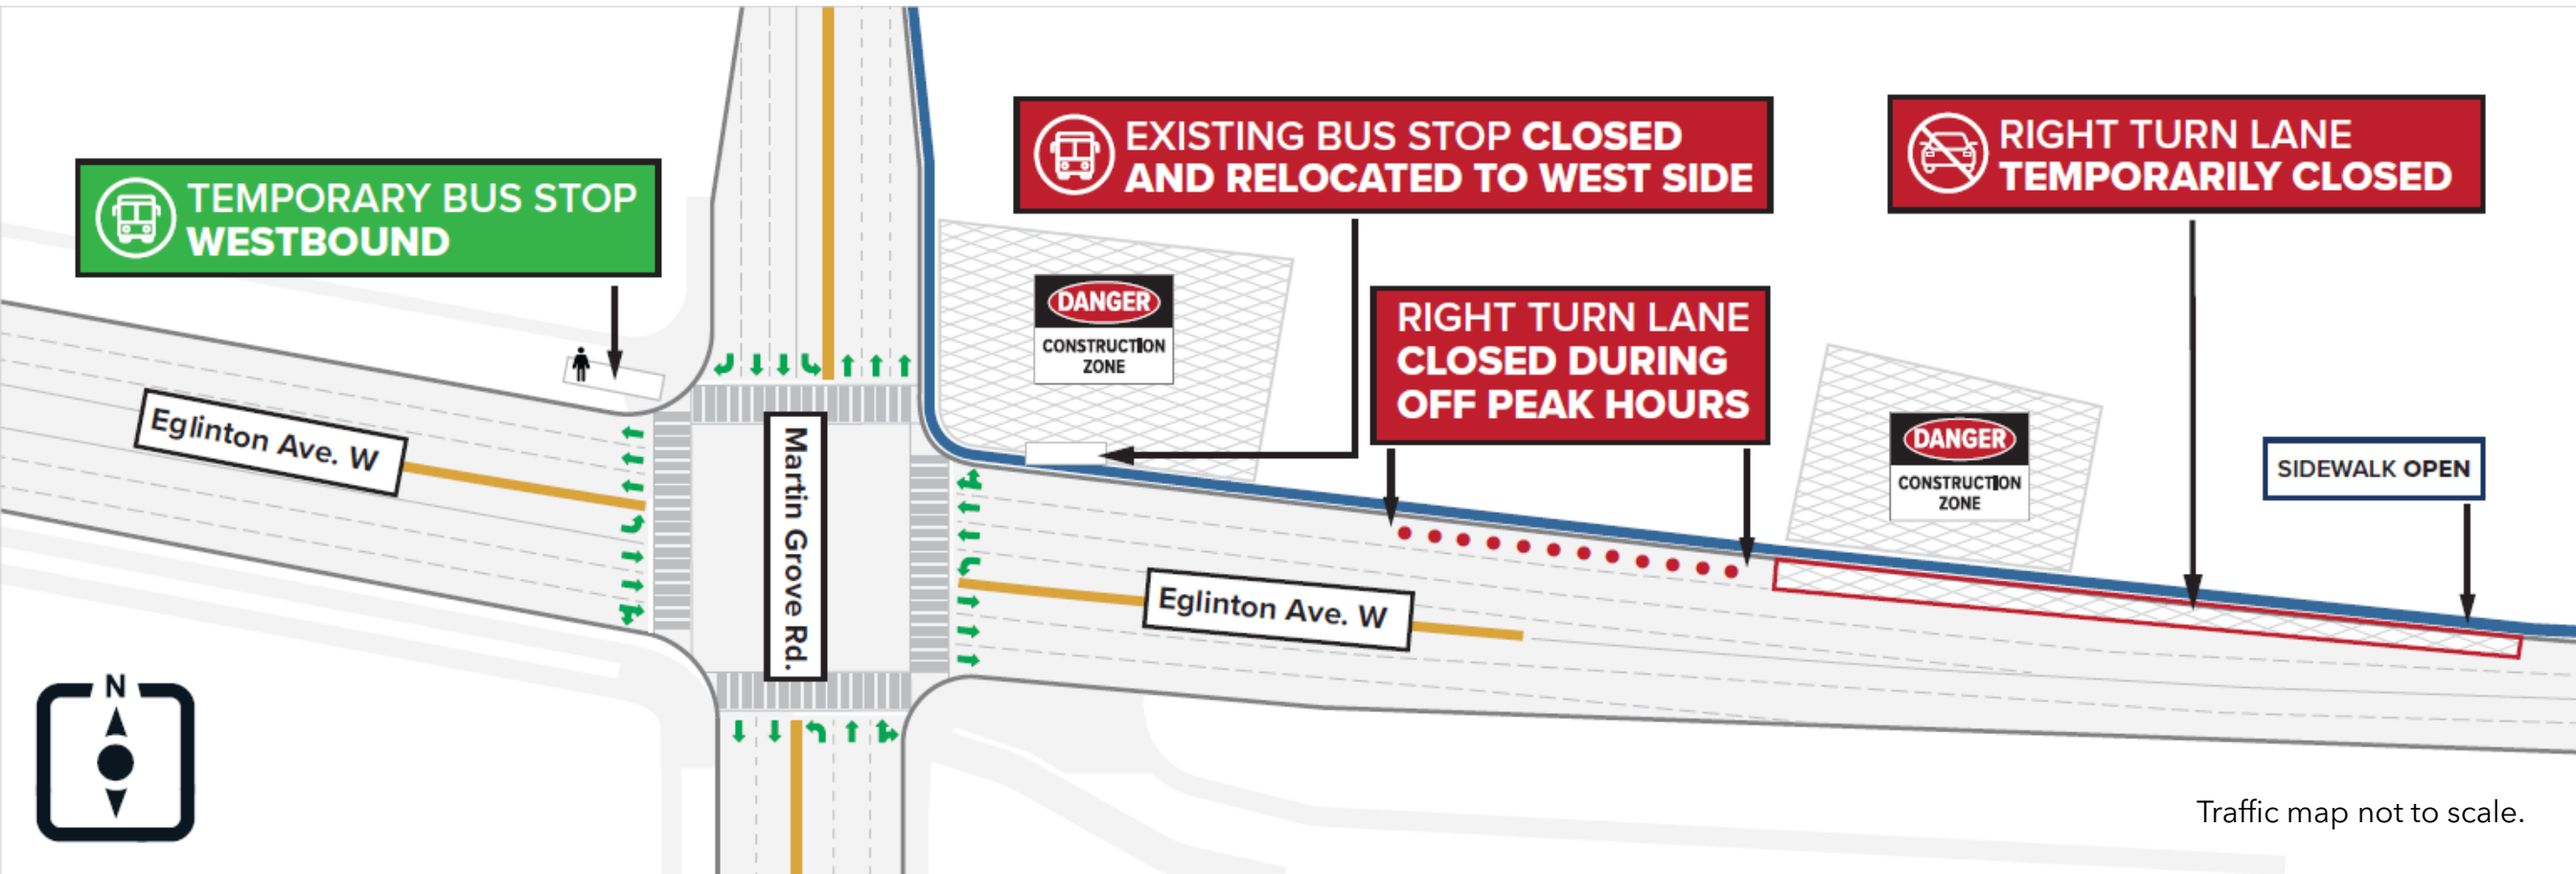 TEMPORARY BUS STOP
WESTBOUND
EXISTING BUS STOP CLOSED
AND RELOCATED TO WEST SIDE
RIGHT TURN LANE
TEMPORARILY CLOSED
DANGER
CONSTRUCTION
ZONE
RIGHT TURN LANE
CLOSED DURING
OFF PEAK HOURS
DANGER
CONSTRUCTION
ZONE
SIDEWALK OPEN
Eglinton Ave. W
Martin Grove Rd.
Eglinton Ave. W
N
Traffic map not to scale.